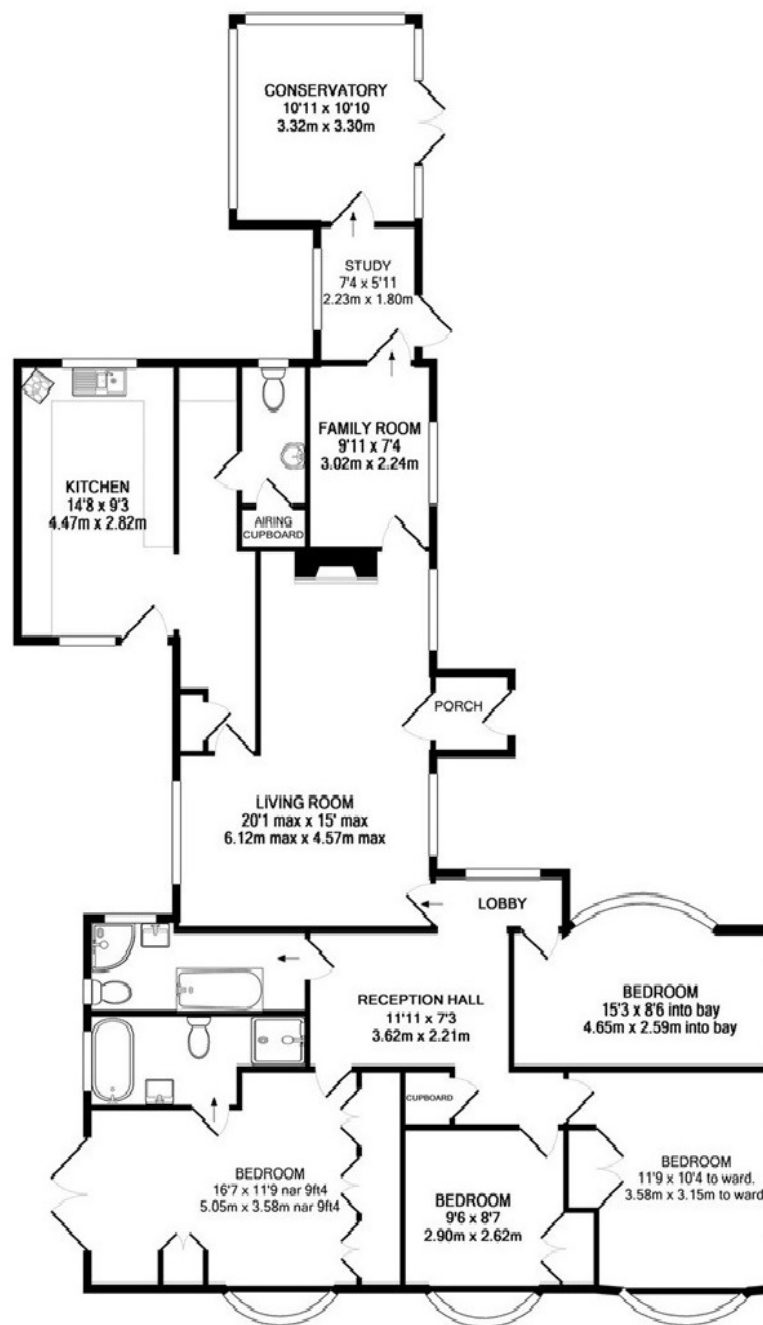 CONSERVATORY
10'11 x 10'10
3.32m x 3.30m
STUDY
7'4 x 5'11
2.23m x 1.80m
FAMILY ROOM
9'11 x 7'4
3.02m x 2.24m
KITCHEN
14'8 x 9'3
4.47m x 2.82m
AIRING
CUPBOARD
PORCH
LIVING ROOM
20'1 max x 15' max
6.12m max x 4.57m max
LOBBY
RECEPTION HALL
11'11 x 7'3
3.62m x 2.21m
BEDROOM
15'3 x 8'6 into bay
4.65m x 2.59m into bay
CUPBOARD
BEDROOM
16'7 x 11'9 nar 9ft4
5.05m x 3.58m nar 9ft4
BEDROOM
9'6 x 8'7
2.90m x 2.62m
BEDROOM
11'9 x 10'4 to ward.
3.58m x 3.15m to ward